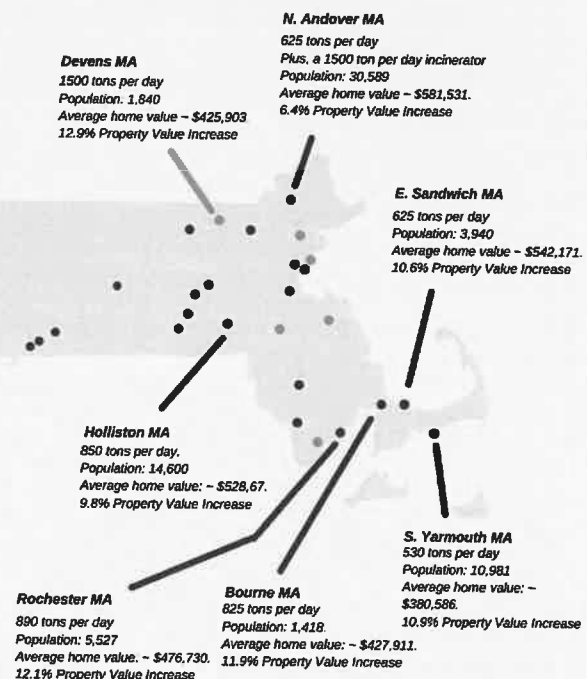 N. Andover MA
625 tons per day
Plus, a 1500 ton per day incinerator
Population: 30,589
Average home value ~ $581,531.
6.4% Property Value Increase
Devens MA
1500 tons per day
Population: 1,840
Average home value ~ $425,903
12.9% Property Value Increase
E. Sandwich MA
625 tons per day
Population: 3,940
Average home value ~ $542,171.
10.6% Property Value Increase
Holliston MA
850 tons per day.
Population: 14,600
Average home value: ~ $528,67.
9.8% Property Value Increase
S. Yarmouth MA
530 tons per day
Population: 10,981
Average home value: ~
$380,586.
10.9% Property Value Increase
Rochester MA
890 tons per day
Population: 5,527
Average home value. ~ $476,730.
12.1% Property Value Increase
Bourne MA
825 tons per day
Population: 1,418.
Average home value: ~ $427,911.
11.9% Property Value Increase